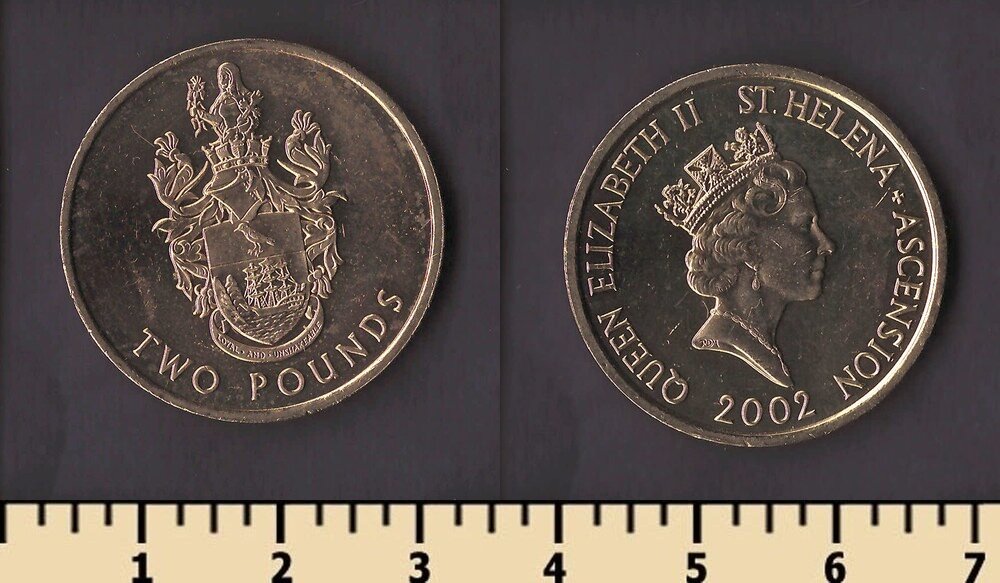 LOYAL · AND · UNSHAKEABLE
TWO POUNDS
QUEEN ELIZABETH II ST. HELENA + ASCENSION
2002
RDM
1 2 3 4 5 6 7